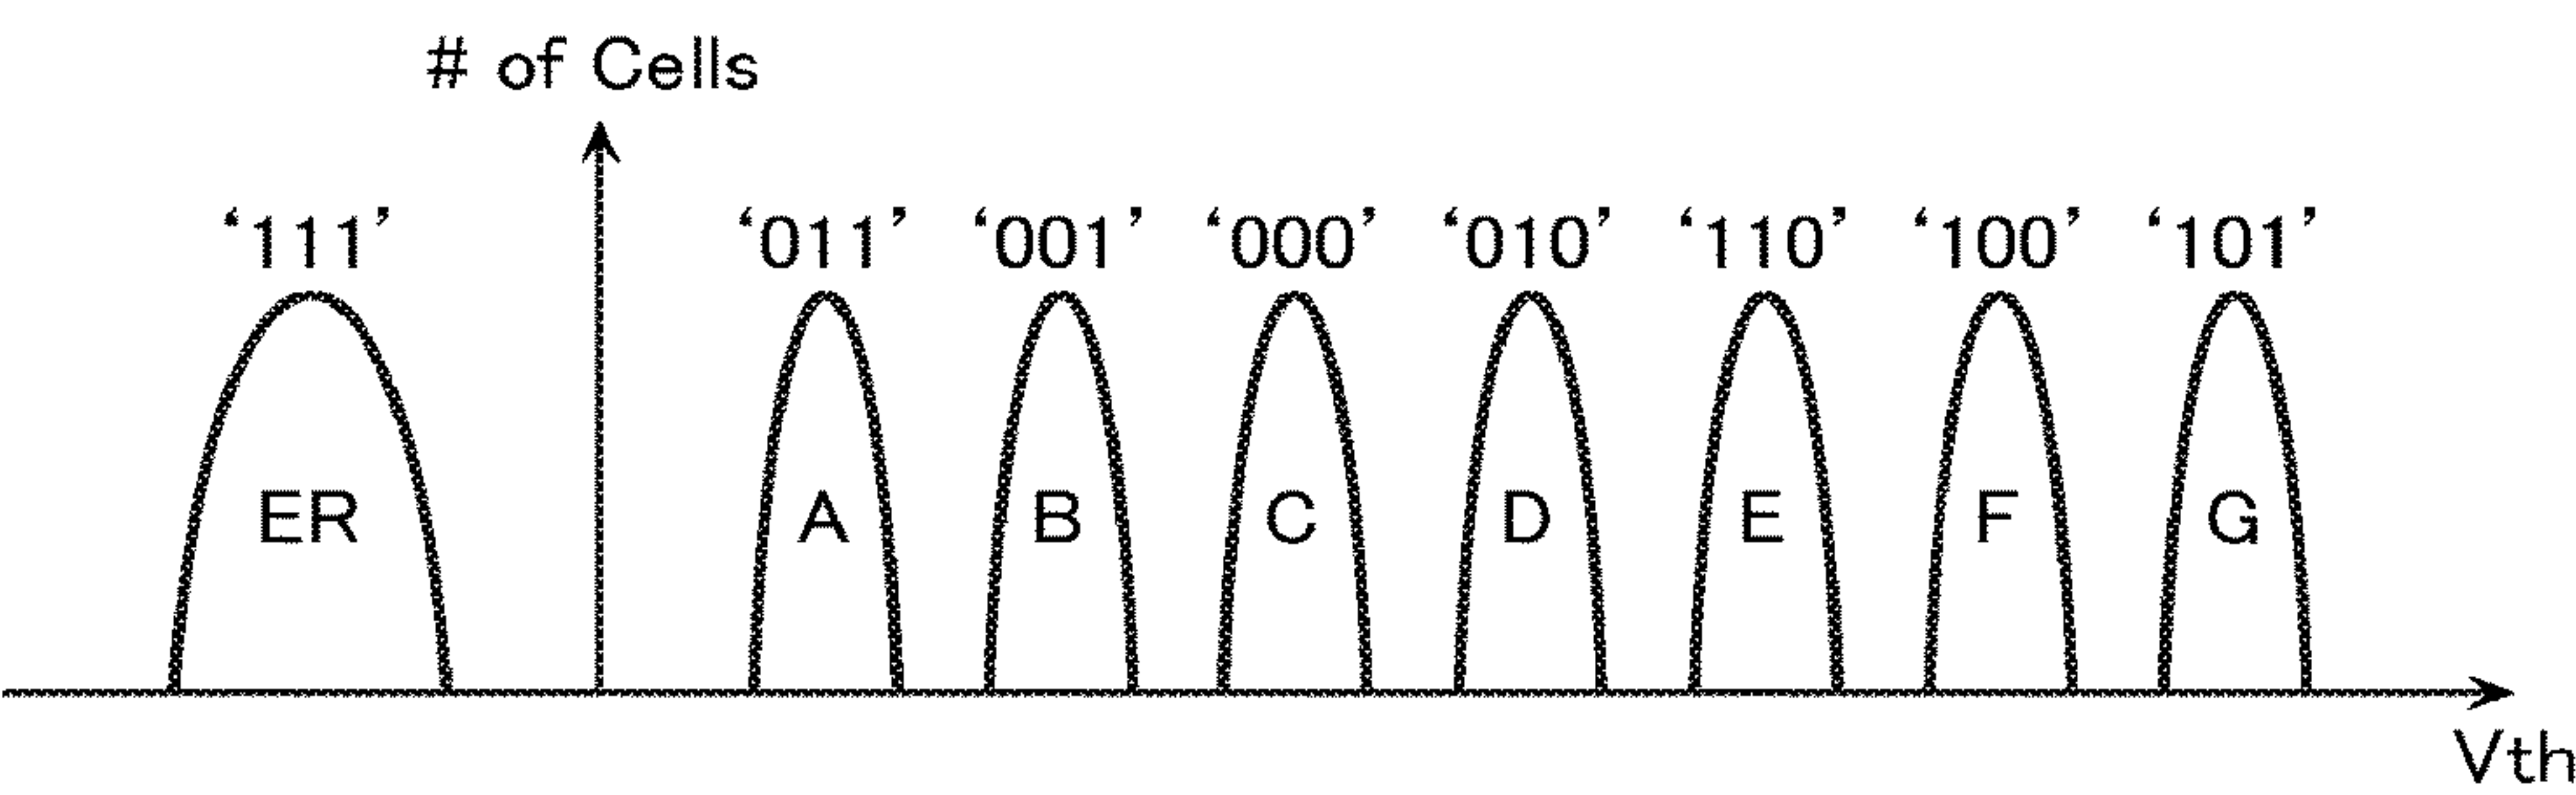 # of Cells
‘111’ ‘011’ ‘001’ ‘000’ ‘010’ ‘110’ ‘100’ ‘101’
ER A B C D E F G
Vth